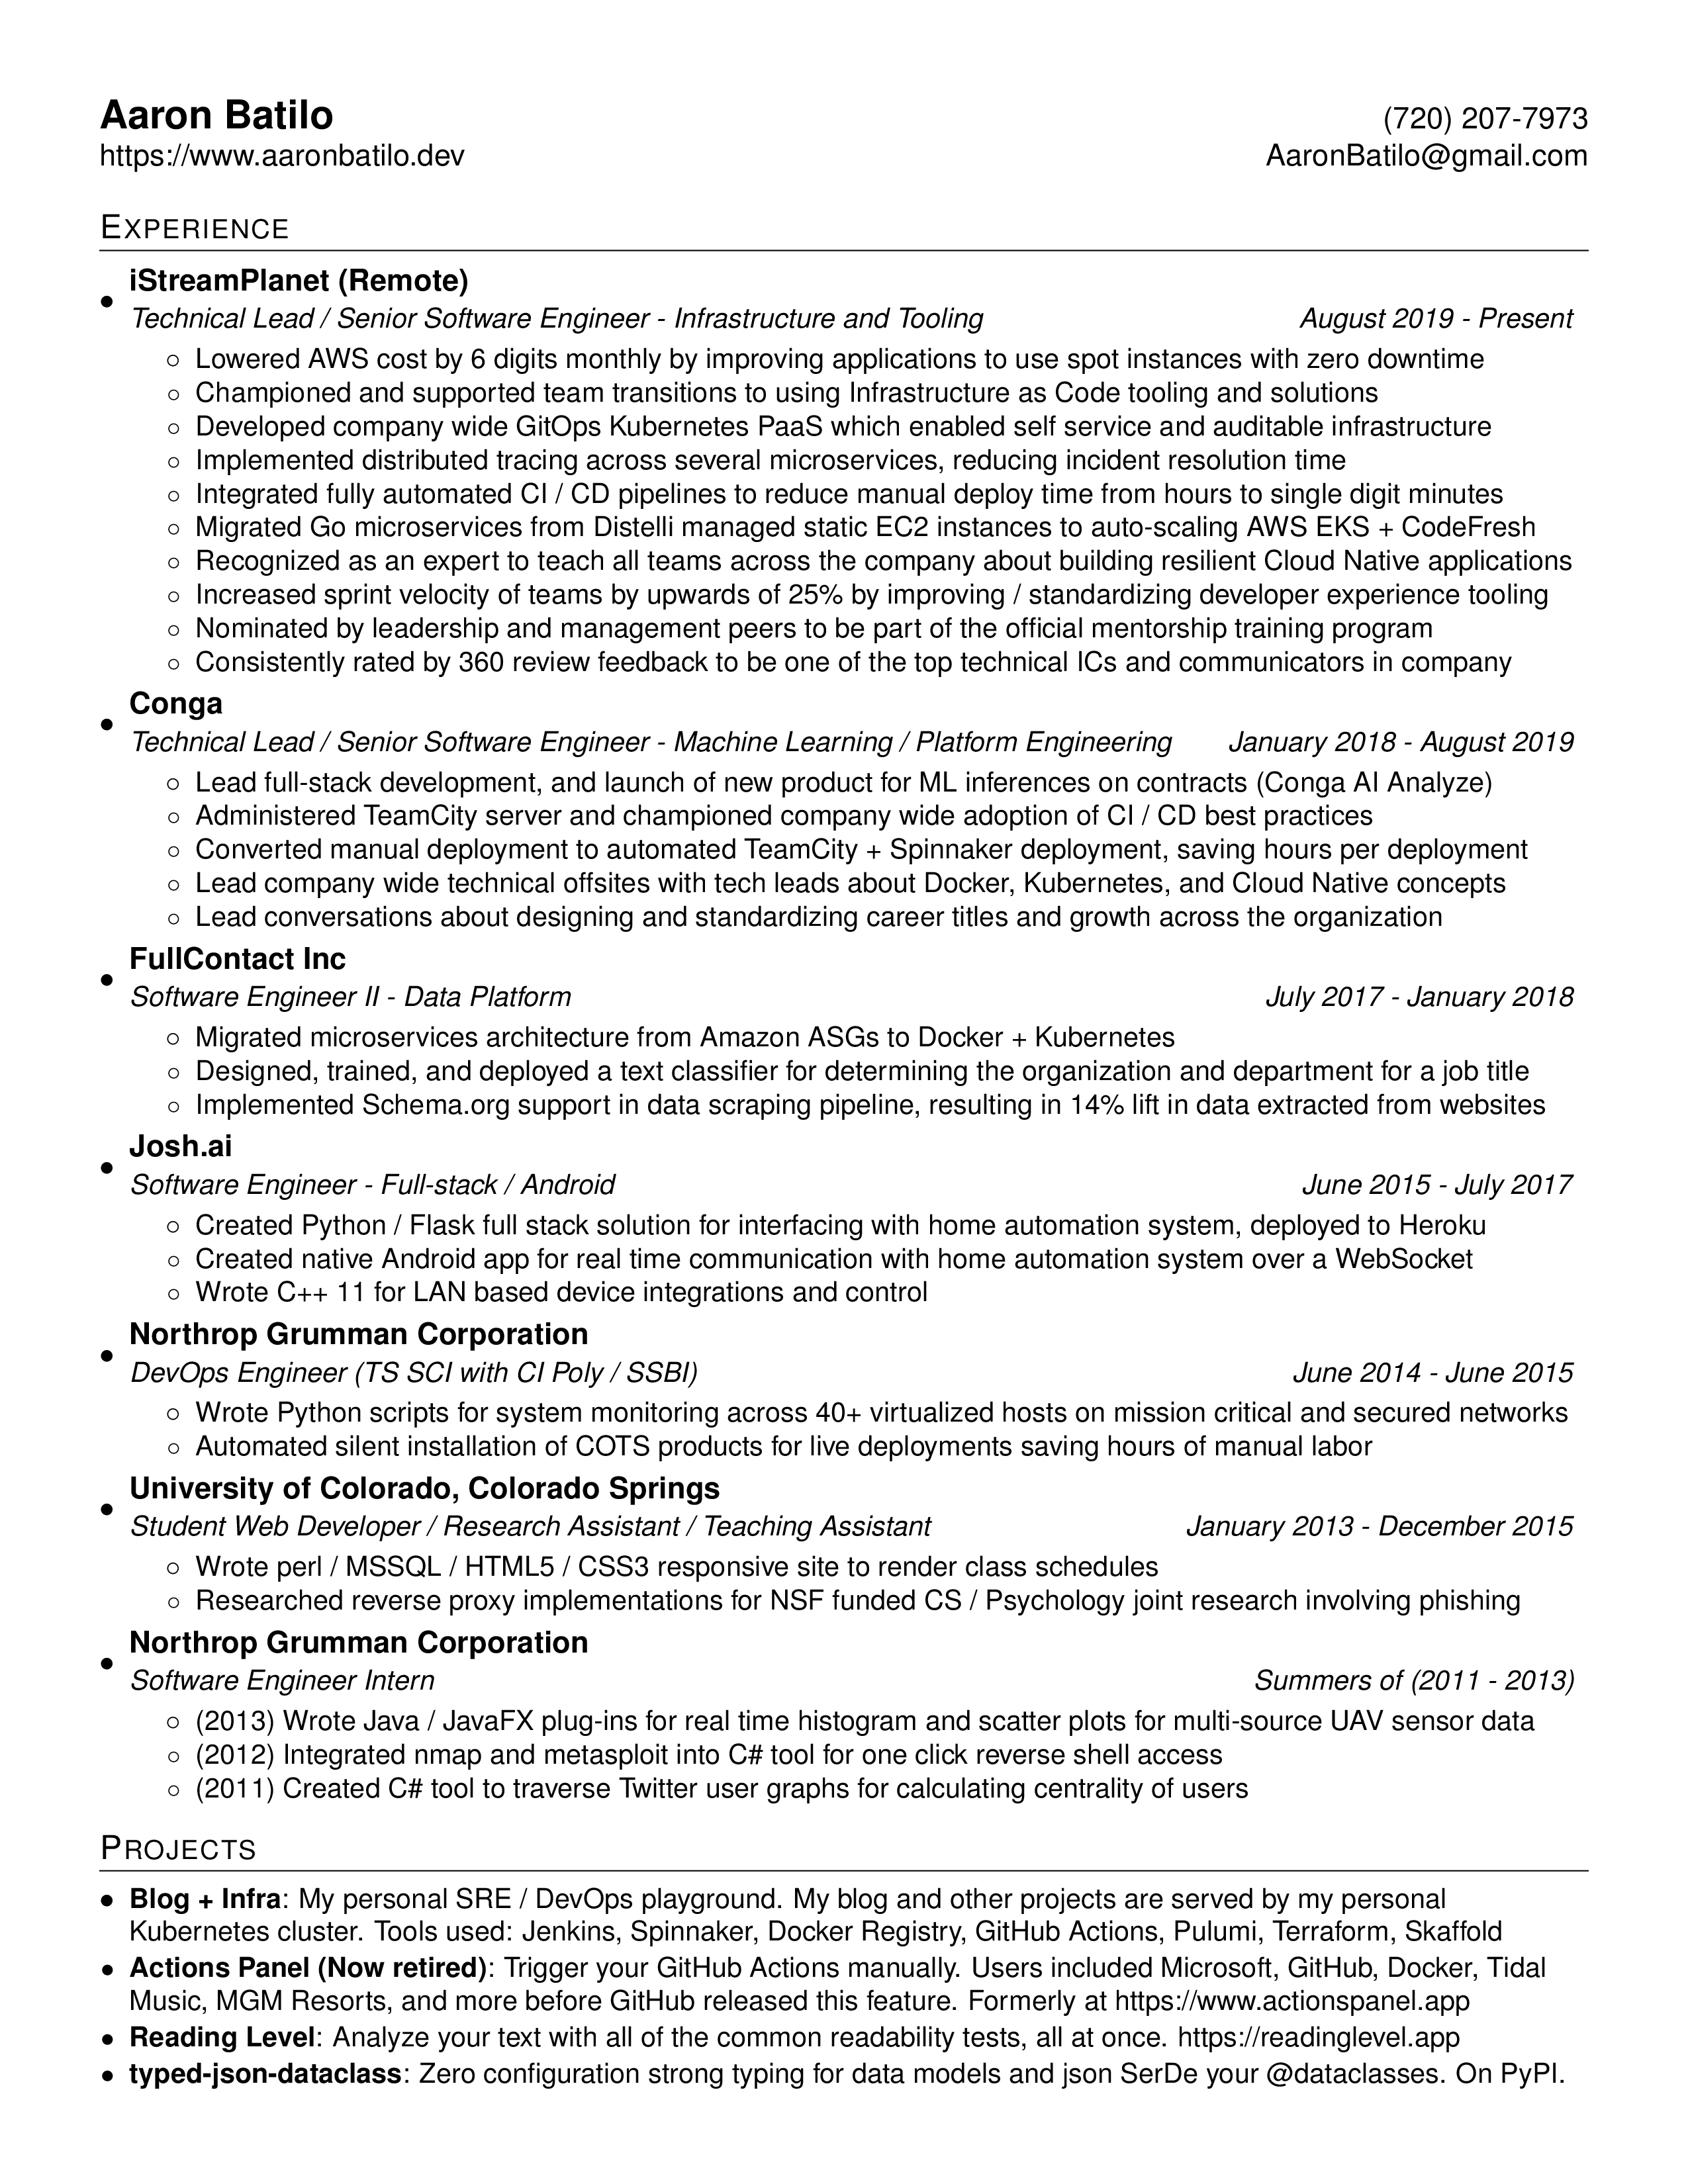 Aaron Batilo (720) 207-7973
https://www.aaronbatilo.dev AaronBatilo@gmail.com
EXPERIENCE
• iStreamPlanet (Remote)
Technical Lead / Senior Software Engineer - Infrastructure and Tooling August 2019 - Present
◦ Lowered AWS cost by 6 digits monthly by improving applications to use spot instances with zero downtime
◦ Championed and supported team transitions to using Infrastructure as Code tooling and solutions
◦ Developed company wide GitOps Kubernetes PaaS which enabled self service and auditable infrastructure
◦ Implemented distributed tracing across several microservices, reducing incident resolution time
◦ Integrated fully automated CI / CD pipelines to reduce manual deploy time from hours to single digit minutes
◦ Migrated Go microservices from Distelli managed static EC2 instances to auto-scaling AWS EKS + CodeFresh
◦ Recognized as an expert to teach all teams across the company about building resilient Cloud Native applications
◦ Increased sprint velocity of teams by upwards of 25% by improving / standardizing developer experience tooling
◦ Nominated by leadership and management peers to be part of the official mentorship training program
◦ Consistently rated by 360 review feedback to be one of the top technical ICs and communicators in company
• Conga
Technical Lead / Senior Software Engineer - Machine Learning / Platform Engineering January 2018 - August 2019
◦ Lead full-stack development, and launch of new product for ML inferences on contracts (Conga AI Analyze)
◦ Administered TeamCity server and championed company wide adoption of CI / CD best practices
◦ Converted manual deployment to automated TeamCity + Spinnaker deployment, saving hours per deployment
◦ Lead company wide technical offsites with tech leads about Docker, Kubernetes, and Cloud Native concepts
◦ Lead conversations about designing and standardizing career titles and growth across the organization
• FullContact Inc
Software Engineer II - Data Platform July 2017 - January 2018
◦ Migrated microservices architecture from Amazon ASGs to Docker + Kubernetes
◦ Designed, trained, and deployed a text classifier for determining the organization and department for a job title
◦ Implemented Schema.org support in data scraping pipeline, resulting in 14% lift in data extracted from websites
• Josh.ai
Software Engineer - Full-stack / Android June 2015 - July 2017
◦ Created Python / Flask full stack solution for interfacing with home automation system, deployed to Heroku
◦ Created native Android app for real time communication with home automation system over a WebSocket
◦ Wrote C++ 11 for LAN based device integrations and control
• Northrop Grumman Corporation
DevOps Engineer (TS SCI with CI Poly / SSBI) June 2014 - June 2015
◦ Wrote Python scripts for system monitoring across 40+ virtualized hosts on mission critical and secured networks
◦ Automated silent installation of COTS products for live deployments saving hours of manual labor
• University of Colorado, Colorado Springs
Student Web Developer / Research Assistant / Teaching Assistant January 2013 - December 2015
◦ Wrote perl / MSSQL / HTML5 / CSS3 responsive site to render class schedules
◦ Researched reverse proxy implementations for NSF funded CS / Psychology joint research involving phishing
• Northrop Grumman Corporation
Software Engineer Intern Summers of (2011 - 2013)
◦ (2013) Wrote Java / JavaFX plug-ins for real time histogram and scatter plots for multi-source UAV sensor data
◦ (2012) Integrated nmap and metasploit into C# tool for one click reverse shell access
◦ (2011) Created C# tool to traverse Twitter user graphs for calculating centrality of users
PROJECTS
• Blog + Infra: My personal SRE / DevOps playground. My blog and other projects are served by my personal
Kubernetes cluster. Tools used: Jenkins, Spinnaker, Docker Registry, GitHub Actions, Pulumi, Terraform, Skaffold
• Actions Panel (Now retired): Trigger your GitHub Actions manually. Users included Microsoft, GitHub, Docker, Tidal
Music, MGM Resorts, and more before GitHub released this feature. Formerly at https://www.actionspanel.app
• Reading Level: Analyze your text with all of the common readability tests, all at once. https://readinglevel.app
• typed-json-dataclass: Zero configuration strong typing for data models and json SerDe your @dataclasses. On PyPI.